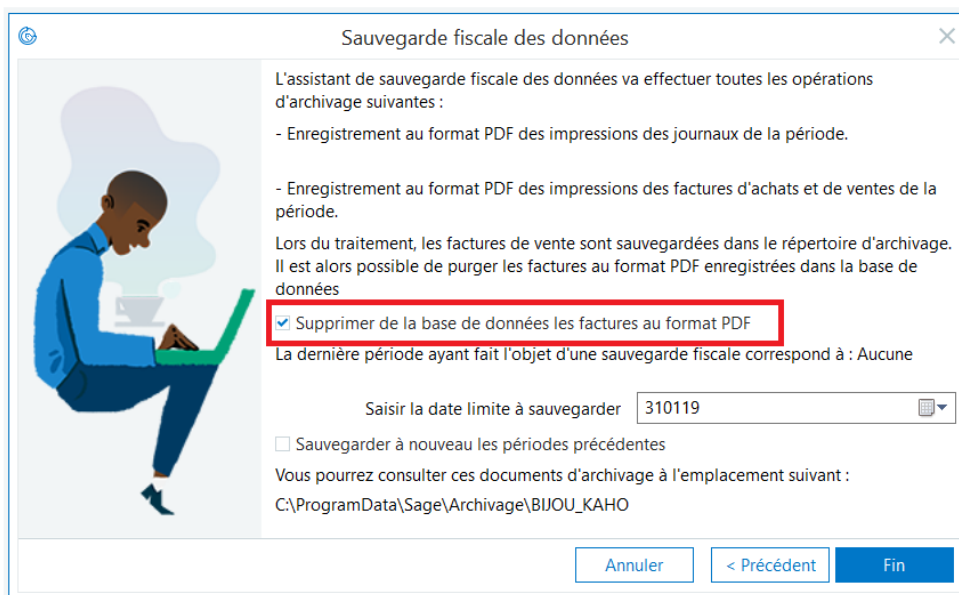 Sauvegarde fiscale des données
L'assistant de sauvegarde fiscale des données va effectuer toutes les opérations
d'archivage suivantes :
- Enregistrement au format PDF des impressions des journaux de la période.
- Enregistrement au format PDF des impressions des factures d'achats et de ventes de la
période.
Lors du traitement, les factures de vente sont sauvegardées dans le répertoire d'archivage.
Il est alors possible de purger les factures au format PDF enregistrées dans la base de
données
Supprimer de la base de données les factures au format PDF
La dernière période ayant fait l'objet d'une sauvegarde fiscale correspond à : Aucune
Saisir la date limite à sauvegarder 310119
Sauvegarder à nouveau les périodes précédentes
Vous pourrez consulter ces documents d'archivage à l'emplacement suivant :
C:\ProgramData\Sage\Archivage\BIJOU_KAHO
Annuler < Précédent Fin